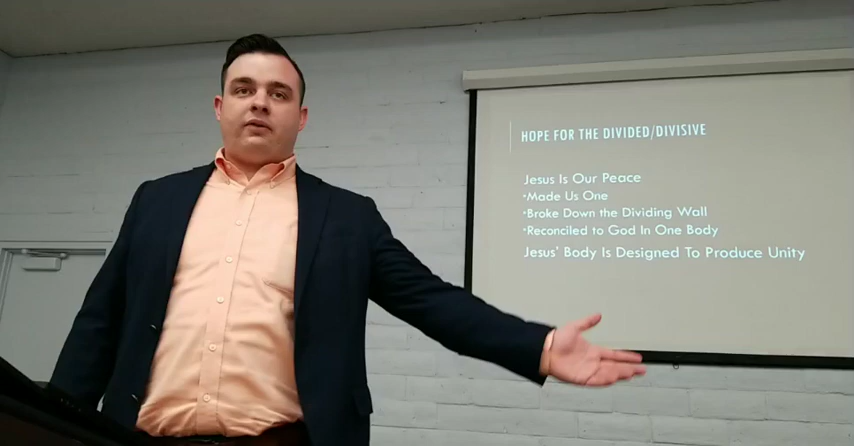 HOPE FOR THE DIVIDED/DIVISIVE
Jesus Is Our Peace
•Made Us One
•Broke Down the Dividing Wall
•Reconciled to God In One Body
Jesus' Body Is Designed To Produce Unity